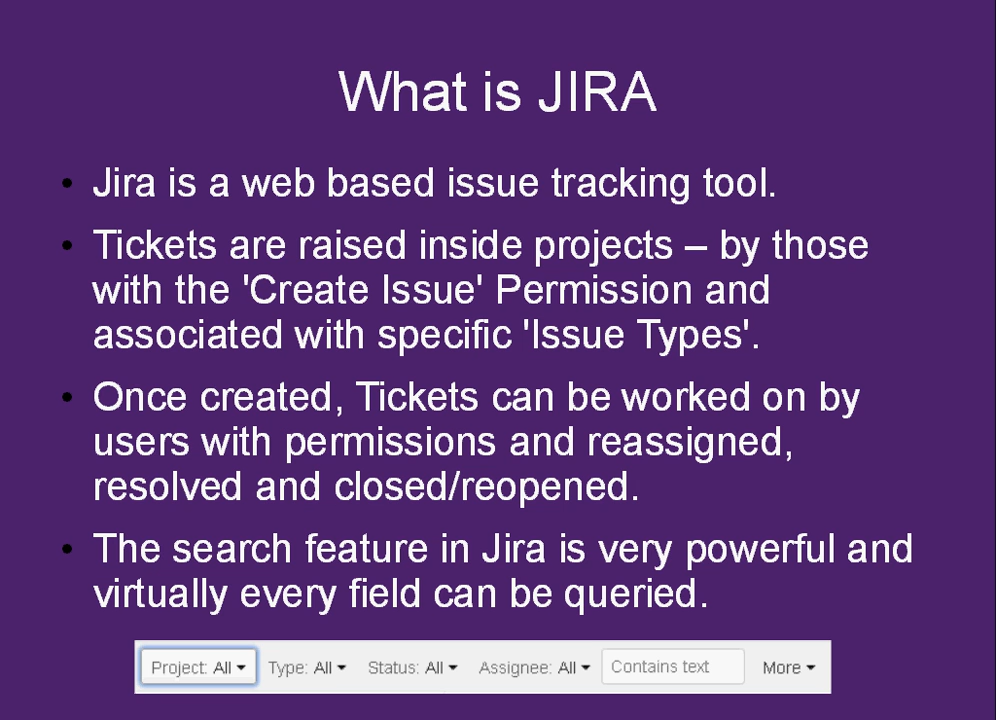 What is JIRA
• Jira is a web based issue tracking tool.
• Tickets are raised inside projects – by those
with the 'Create Issue' Permission and
associated with specific 'Issue Types'.
• Once created, Tickets can be worked on by
users with permissions and reassigned,
resolved and closed/reopened.
• The search feature in Jira is very powerful and
virtually every field can be queried.
Project: All Type: All Status: All Assignee: All Contains text More